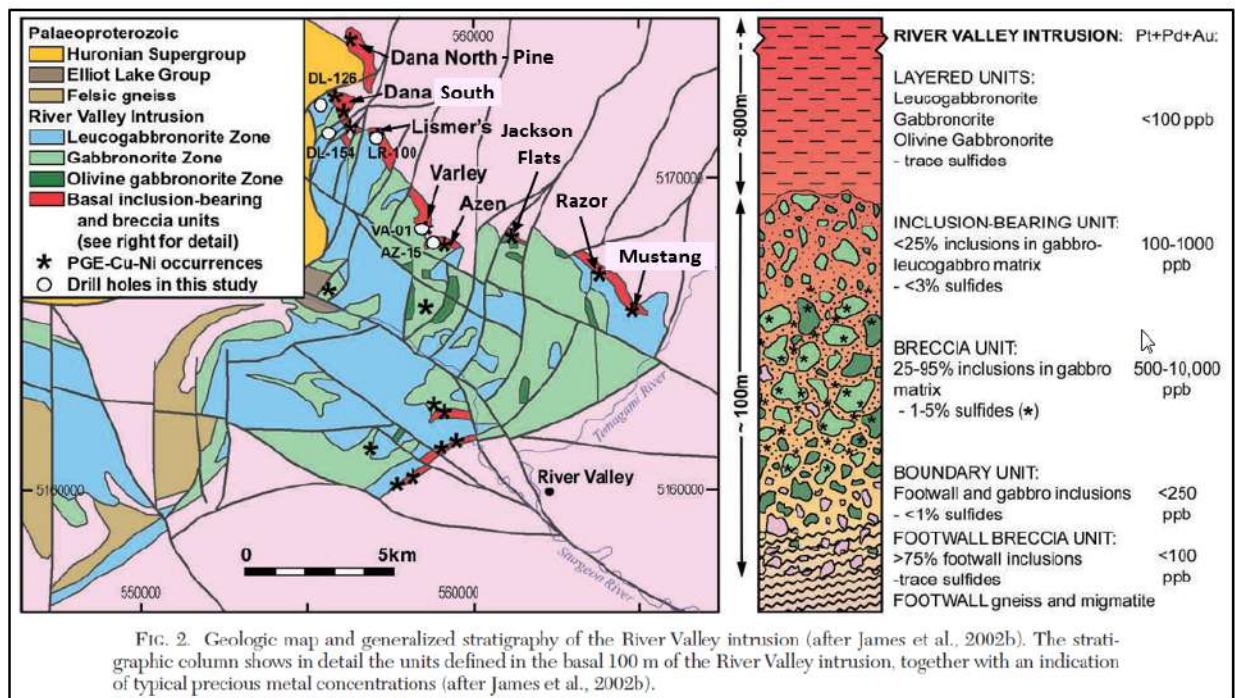 Palaeoproterozoic
Huronian Supergroup
Elliot Lake Group
Felsic gneiss
River Valley Intrusion
Leucogabbronorite Zone
Gabbronorite Zone
Olivine gabbronorite Zone
Basal inclusion-bearing
and breccia units
(see right for detail)
* PGE-Cu-Ni occurrences
Drill holes in this study
560000
Dana North - Pine
DL-126
Dana South
Lismer's
DL-154
LR-100
Jackson
Flats
Varley
5170000
Azen
Razor
VA-01
AZ-15
Mustang
Temagami River
River Valley
5160000
5160000
0 5km
Sturgeon River
550000
560000
~800m
~100m
RIVER VALLEY INTRUSION: Pt+Pd+Au:
LAYERED UNITS:
Leucogabbronorite
Gabbronorite <100 ppb
Olivine Gabbronorite
- trace sulfides
INCLUSION-BEARING UNIT:
<25% inclusions in gabbro- 100-1000
leucogabbro matrix ppb
- <3% sulfides
BRECCIA UNIT:
25-95% inclusions in gabbro 500-10,000
matrix ppb
- 1-5% sulfides (*)
BOUNDARY UNIT:
Footwall and gabbro inclusions <250
- <1% sulfides ppb
FOOTWALL BRECCIA UNIT:
>75% footwall inclusions <100
-trace sulfides ppb
FOOTWALL gneiss and migmatite
FIG. 2. Geologic map and generalized stratigraphy of the River Valley intrusion (after James et al., 2002b). The strati-
graphic column shows in detail the units defined in the basal 100 m of the River Valley intrusion, together with an indication
of typical precious metal concentrations (after James et al., 2002b).